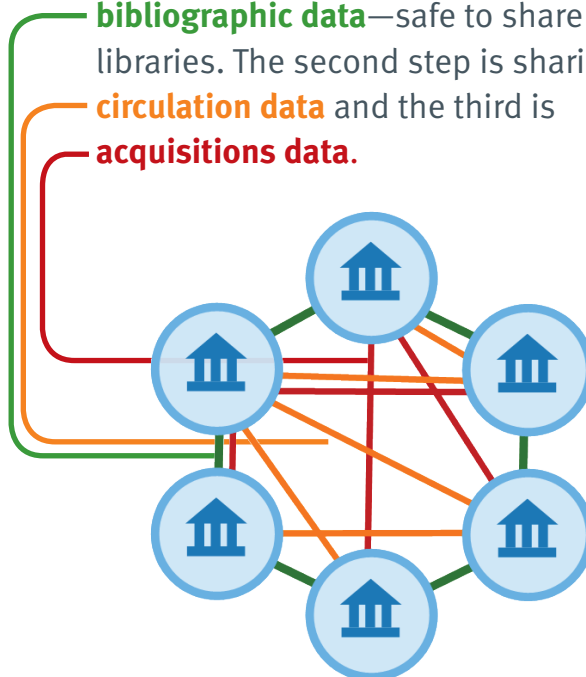 bibliographic data—safe to share
libraries. The second step is shari
circulation data and the third is
acquisitions data.